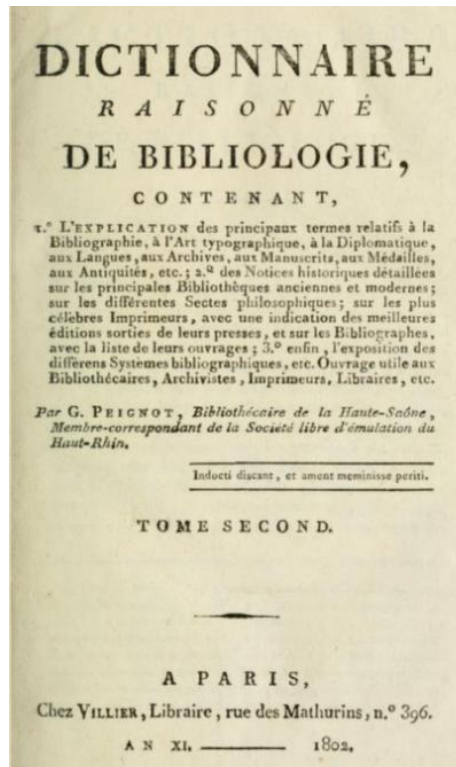 DICTIONNAIRE
RAISONNÉ
DE BIBLIOLOGIE,
CONTENANT,
1.° L'EXPLICATION des principaux termes relatifs à la
Bibliographie, à l'Art typographique, à la Diplomatique,
aux Langues, aux Archives, aux Manuscrits, aux Médailles,
aux Antiquités, etc.; 2.° des Notices historiques détaillées
sur les principales Bibliothèques anciennes et modernes;
sur les différentes Sectes philosophiques; sur les plus
célèbres Imprimeurs, avec une indication des meilleures
éditions sorties de leurs presses, et sur les Bibliographes,
avec la liste de leurs ouvrages; 3.° enfin, l'exposition des
différens Systèmes bibliographiques, etc. Ouvrage utile aux
Bibliothécaires, Archivistes, Imprimeurs, Libraires, etc.
Par G. PEIGNOT, Bibliothécaire de la Haute-Saône,
Membre-correspondant de la Société libre d'émulation du
Haut-Rhin.
Indocti discant, et ament meminisse periti.
TOME SECOND.
A PARIS,
Chez VILLIER, Libraire, rue des Mathurins, n.° 396.
AN XI. 1802.